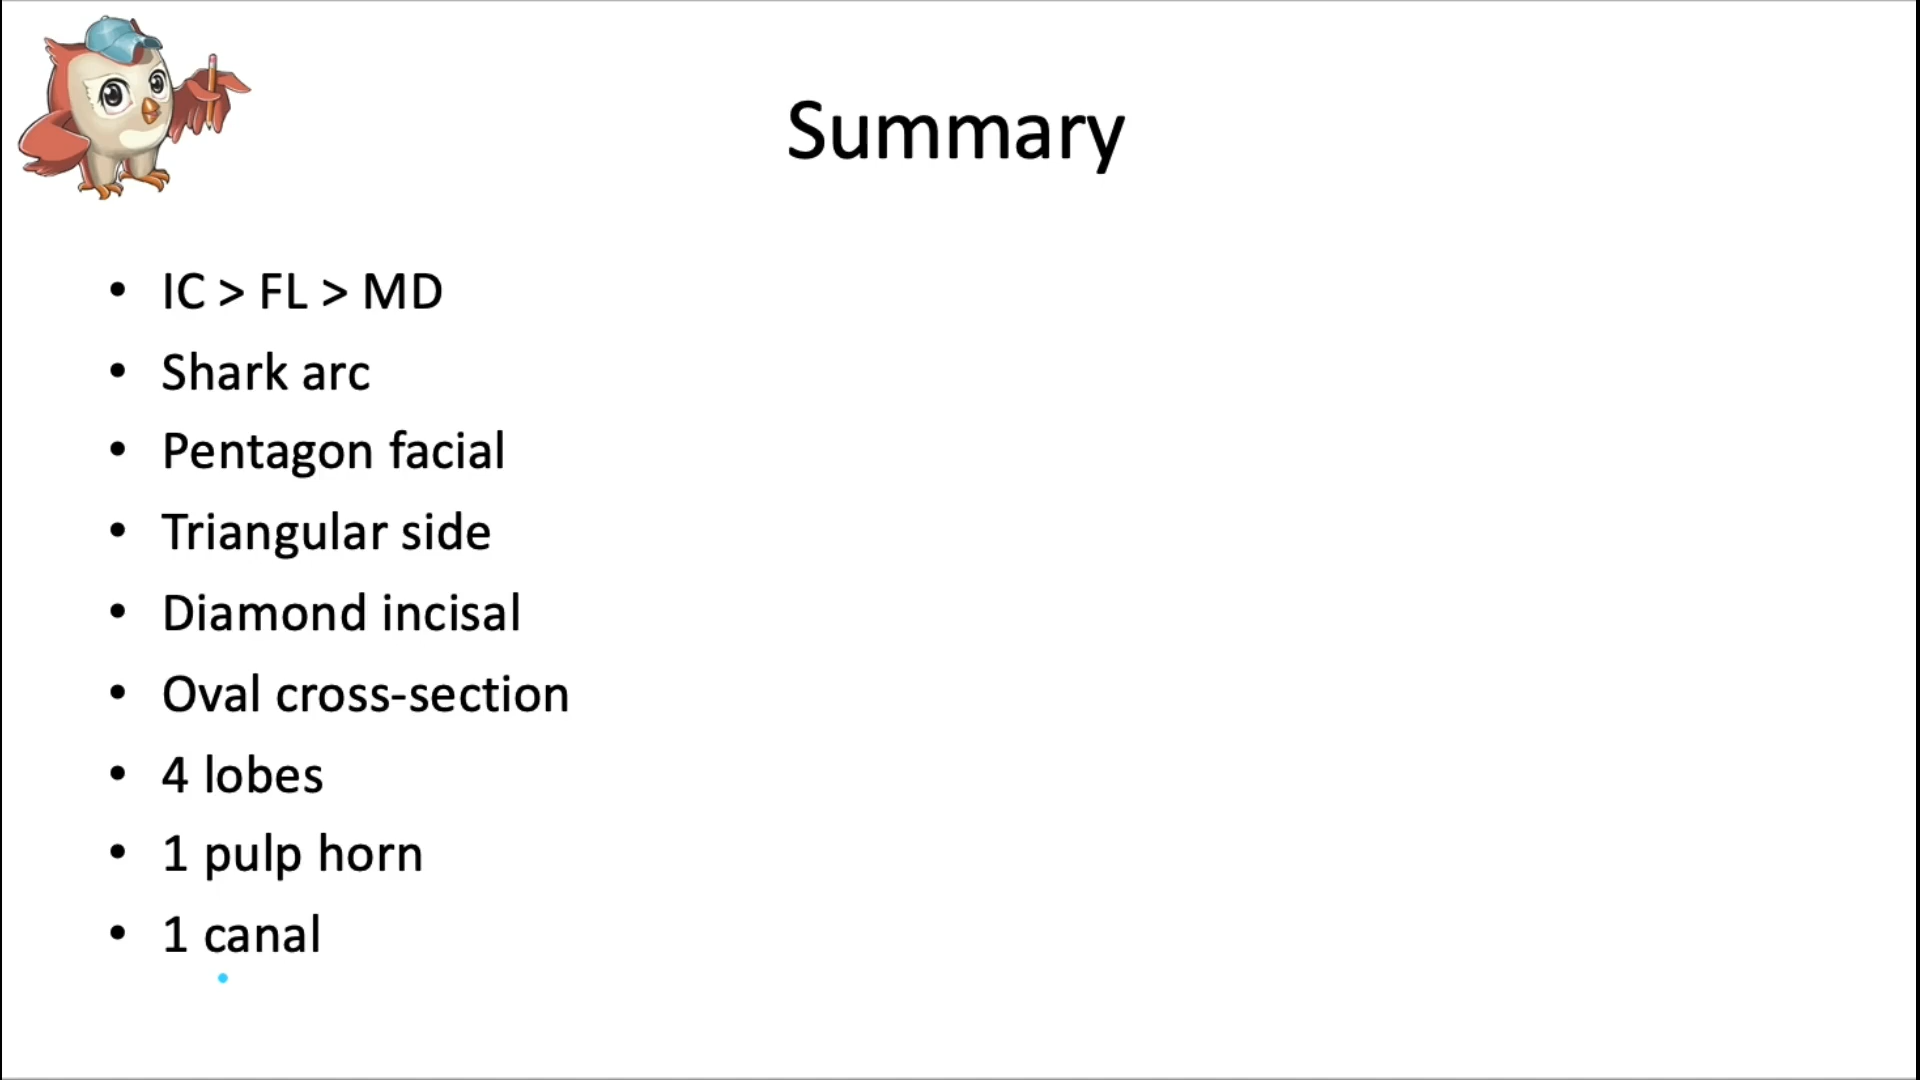 Summary
• IC > FL > MD
• Shark arc
• Pentagon facial
• Triangular side
• Diamond incisal
• Oval cross-section
• 4 lobes
• 1 pulp horn
• 1 canal